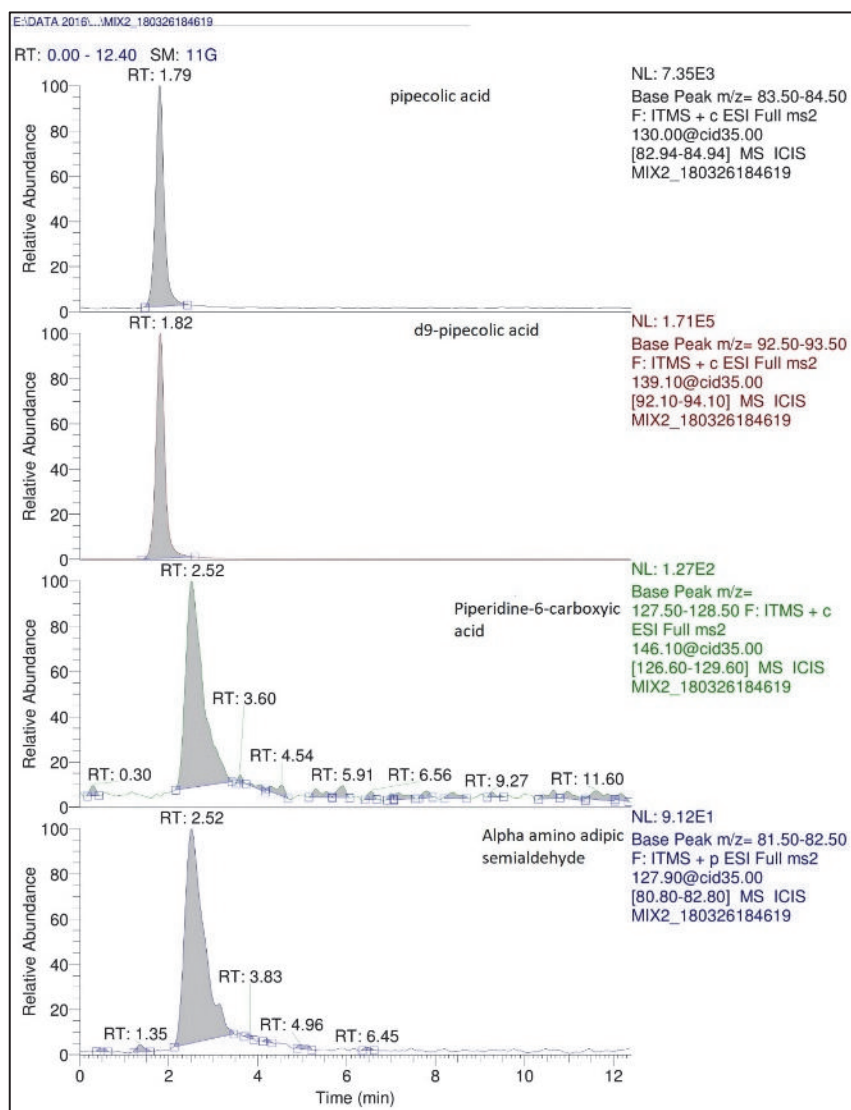 E:\DATA 2016\...\MIX2_180326184619
RT: 0.00 - 12.40 SM: 11G
RT: 1.79
pipecolic acid
NL: 7.35E3
Base Peak m/z= 83.50-84.50
F: ITMS + c ESI Full ms2
130.00@cid35.00
[82.94-84.94] MS ICIS
MIX2_180326184619
100
80
60
40
20
0
Relative Abundance
RT: 1.82
d9-pipecolic acid
NL: 1.71E5
Base Peak m/z= 92.50-93.50
F: ITMS + c ESI Full ms2
139.10@cid35.00
[92.10-94.10] MS ICIS
MIX2_180326184619
100
80
60
40
20
0
Relative Abundance
RT: 2.52
Piperidine-6-carboxyic
acid
NL: 1.27E2
Base Peak m/z=
127.50-128.50 F: ITMS + c
ESI Full ms2
146.10@cid35.00
[126.60-129.60] MS ICIS
MIX2_180326184619
100
80
60
40
20
0
Relative Abundance
RT: 3.60
RT: 4.54
RT: 0.30
RT: 5.91
RT: 6.56
RT: 9.27
RT: 11.60
RT: 2.52
Alpha amino adipic
semialdehyde
NL: 9.12E1
Base Peak m/z= 81.50-82.50
F: ITMS + p ESI Full ms2
127.90@cid35.00
[80.80-82.80] MS ICIS
MIX2_180326184619
100
80
60
40
20
0
Relative Abundance
RT: 3.83
RT: 1.35
RT: 4.96
RT: 6.45
0 2 4 6 8 10 12
Time (min)